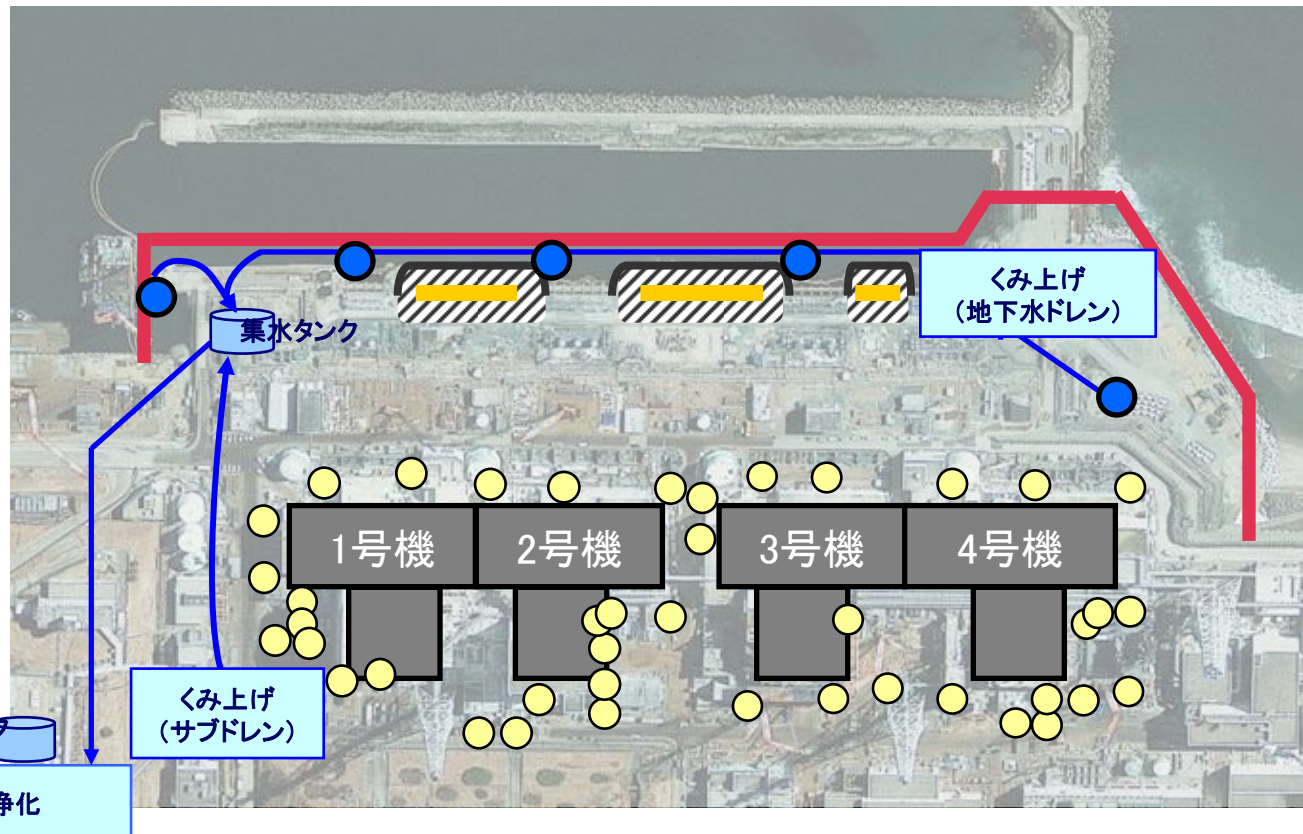 くみ上げ
(地下水ドレン)
集水タンク
1号機
2号機
3号機
4号機
くみ上げ
(サブドレン)
浄化